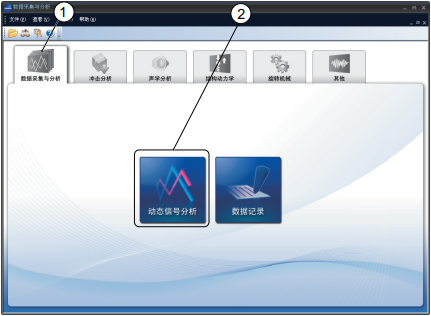 数据采集与分析
1
2
文件(F) 查看(V) 帮助(H)
数据采集与分析 冲击分析 声学分析 结构动力学 旋转机械 其他
动态信号分析 数据记录